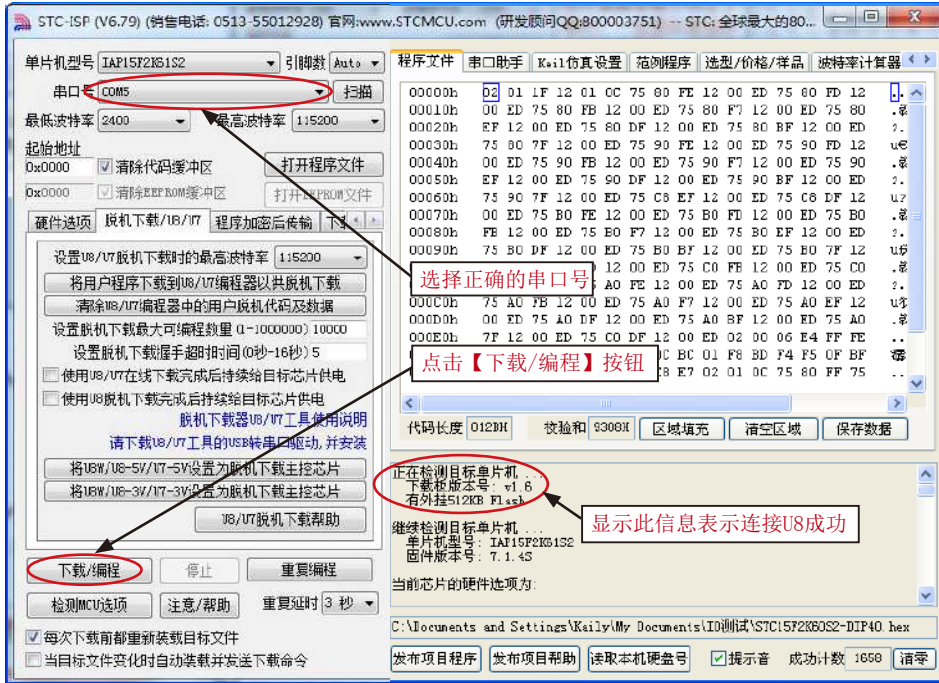 STC-ISP (V6.79) (销售电话: 0513-55012928) 官网:www.STCMCU.com (研发顾问QQ:800003751) -- STC: 全球最大的80...
单片机型号 IAP15F2K61S2 引脚数 Auto
串口号 COM5 扫描
最低波特率 2400 最高波特率 115200
起始地址
0x0000 清除代码缓冲区 打开程序文件
0x0000 清除EEPROM缓冲区 打开EEPROM文件
硬件选项 脱机下载/U8/U7 程序加密后传输
设置U8/U7脱机下载时的最高波特率 115200
将用户程序下载到U8/U7编程器以共脱机下载
清除U8/U7编程器中的用户脱机代码及数据
设置脱机下载最大可编程数量(1-1000000) 10000
设置脱机下载握手超时时间(0秒-16秒) 5
使用U8/U7在线下载完成后持续给目标芯片供电
使用U8脱机下载完成后持续给目标芯片供电
脱机下载器U8/U7工具使用说明
请下载U8/U7工具的USB转串口驱动,并安装
将U8W/U8-5V/U7-5V设置为脱机下载主控芯片
将U8W/U8-3V/U7-3V设置为脱机下载主控芯片
U8/U7脱机下载帮助
下载/编程 停止 重复编程
检测MCU选项 注意/帮助 重复延时 3 秒
每次下载前都重新装载目标文件
当目标文件变化时自动装载并发送下载命令
程序文件 串口助手 Keil仿真设置 范例程序 选型/价格/样品 波特率计算器
00000h 02 01 1F 12 01 0C 75 80 FE 12 00 ED 75 80 FD 12
00010h 00 ED 75 80 FB 12 00 ED 75 80 F7 12 00 ED 75 80
00020h EF 12 00 ED 75 80 DF 12 00 ED 75 80 BF 12 00 ED
00030h 75 80 7F 12 00 ED 75 90 FE 12 00 ED 75 90 FD 12
00040h 00 ED 75 90 FB 12 00 ED 75 90 F7 12 00 ED 75 90
00050h EF 12 00 ED 75 90 DF 12 00 ED 75 90 BF 12 00 ED
00060h 75 90 7F 12 00 ED 75 C8 EF 12 00 ED 75 C8 DF 12
00070h 00 ED 75 B0 FE 12 00 ED 75 B0 FD 12 00 ED 75 B0
00080h FB 12 00 ED 75 B0 F7 12 00 ED 75 B0 EF 12 00 ED
00090h 75 B0 DF 12 00 ED 75 B0 BF 12 00 ED 75 B0 7F 12
12 00 ED 75 C0 FB 12 00 ED 75 C0
选择正确的串口号
A0 FE 12 00 ED 75 A0 FD 12 00 ED
000C0h 75 A0 FB 12 00 ED 75 A0 F7 12 00 ED 75 A0 EF 12
000D0h 00 ED 75 A0 DF 12 00 ED 75 A0 BF 12 00 ED 75 A0
000E0h 7F 12 00 ED 75 C0 DF 12 00 ED 02 00 06 E4 FF FE
点击【下载/编程】按钮
BC 01 F8 BD F4 F5 0F BF
E7 02 01 0C 75 80 FF 75
代码长度 012BH 校验和 9308H 区域填充 清空区域 保存数据
正在检测目标单片机 ...
下载板版本号: v1.6
有外挂512KB Flash
显示此信息表示连接U8成功
继续检测目标单片机 ...
单片机型号: IAP15F2K61S2
固件版本号: 7.1.4S
当前芯片的硬件选项为:
C:\Documents and Settings\Kaily\My Documents\IO测试\STC15F2K60S2-DIP40.hex
发布项目程序 发布项目帮助 读取本机硬盘号 提示音 成功计数 1658 清零